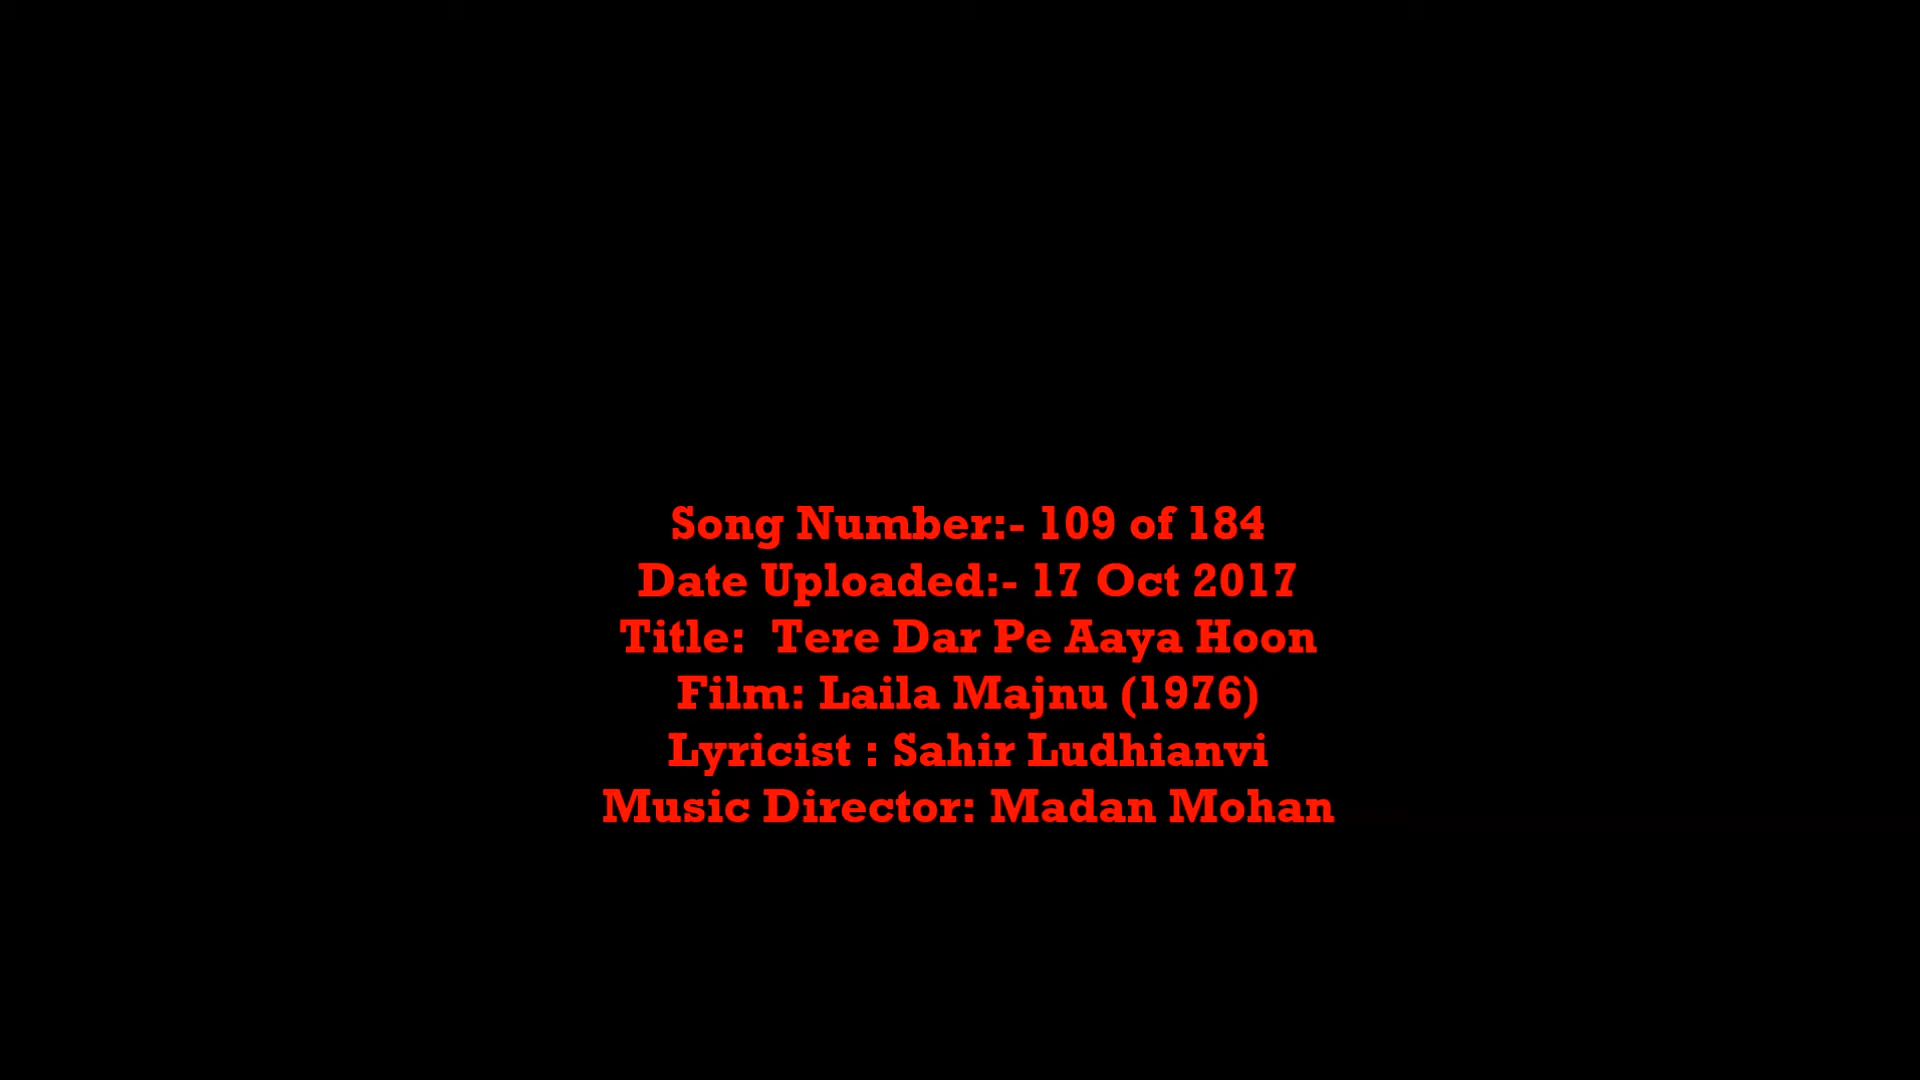 Song Number:- 109 of 184
Date Uploaded:- 17 Oct 2017
Title:  Tere Dar Pe Aaya Hoon
Film: Laila Majnu (1976)
Lyricist : Sahir Ludhianvi
Music Director: Madan Mohan